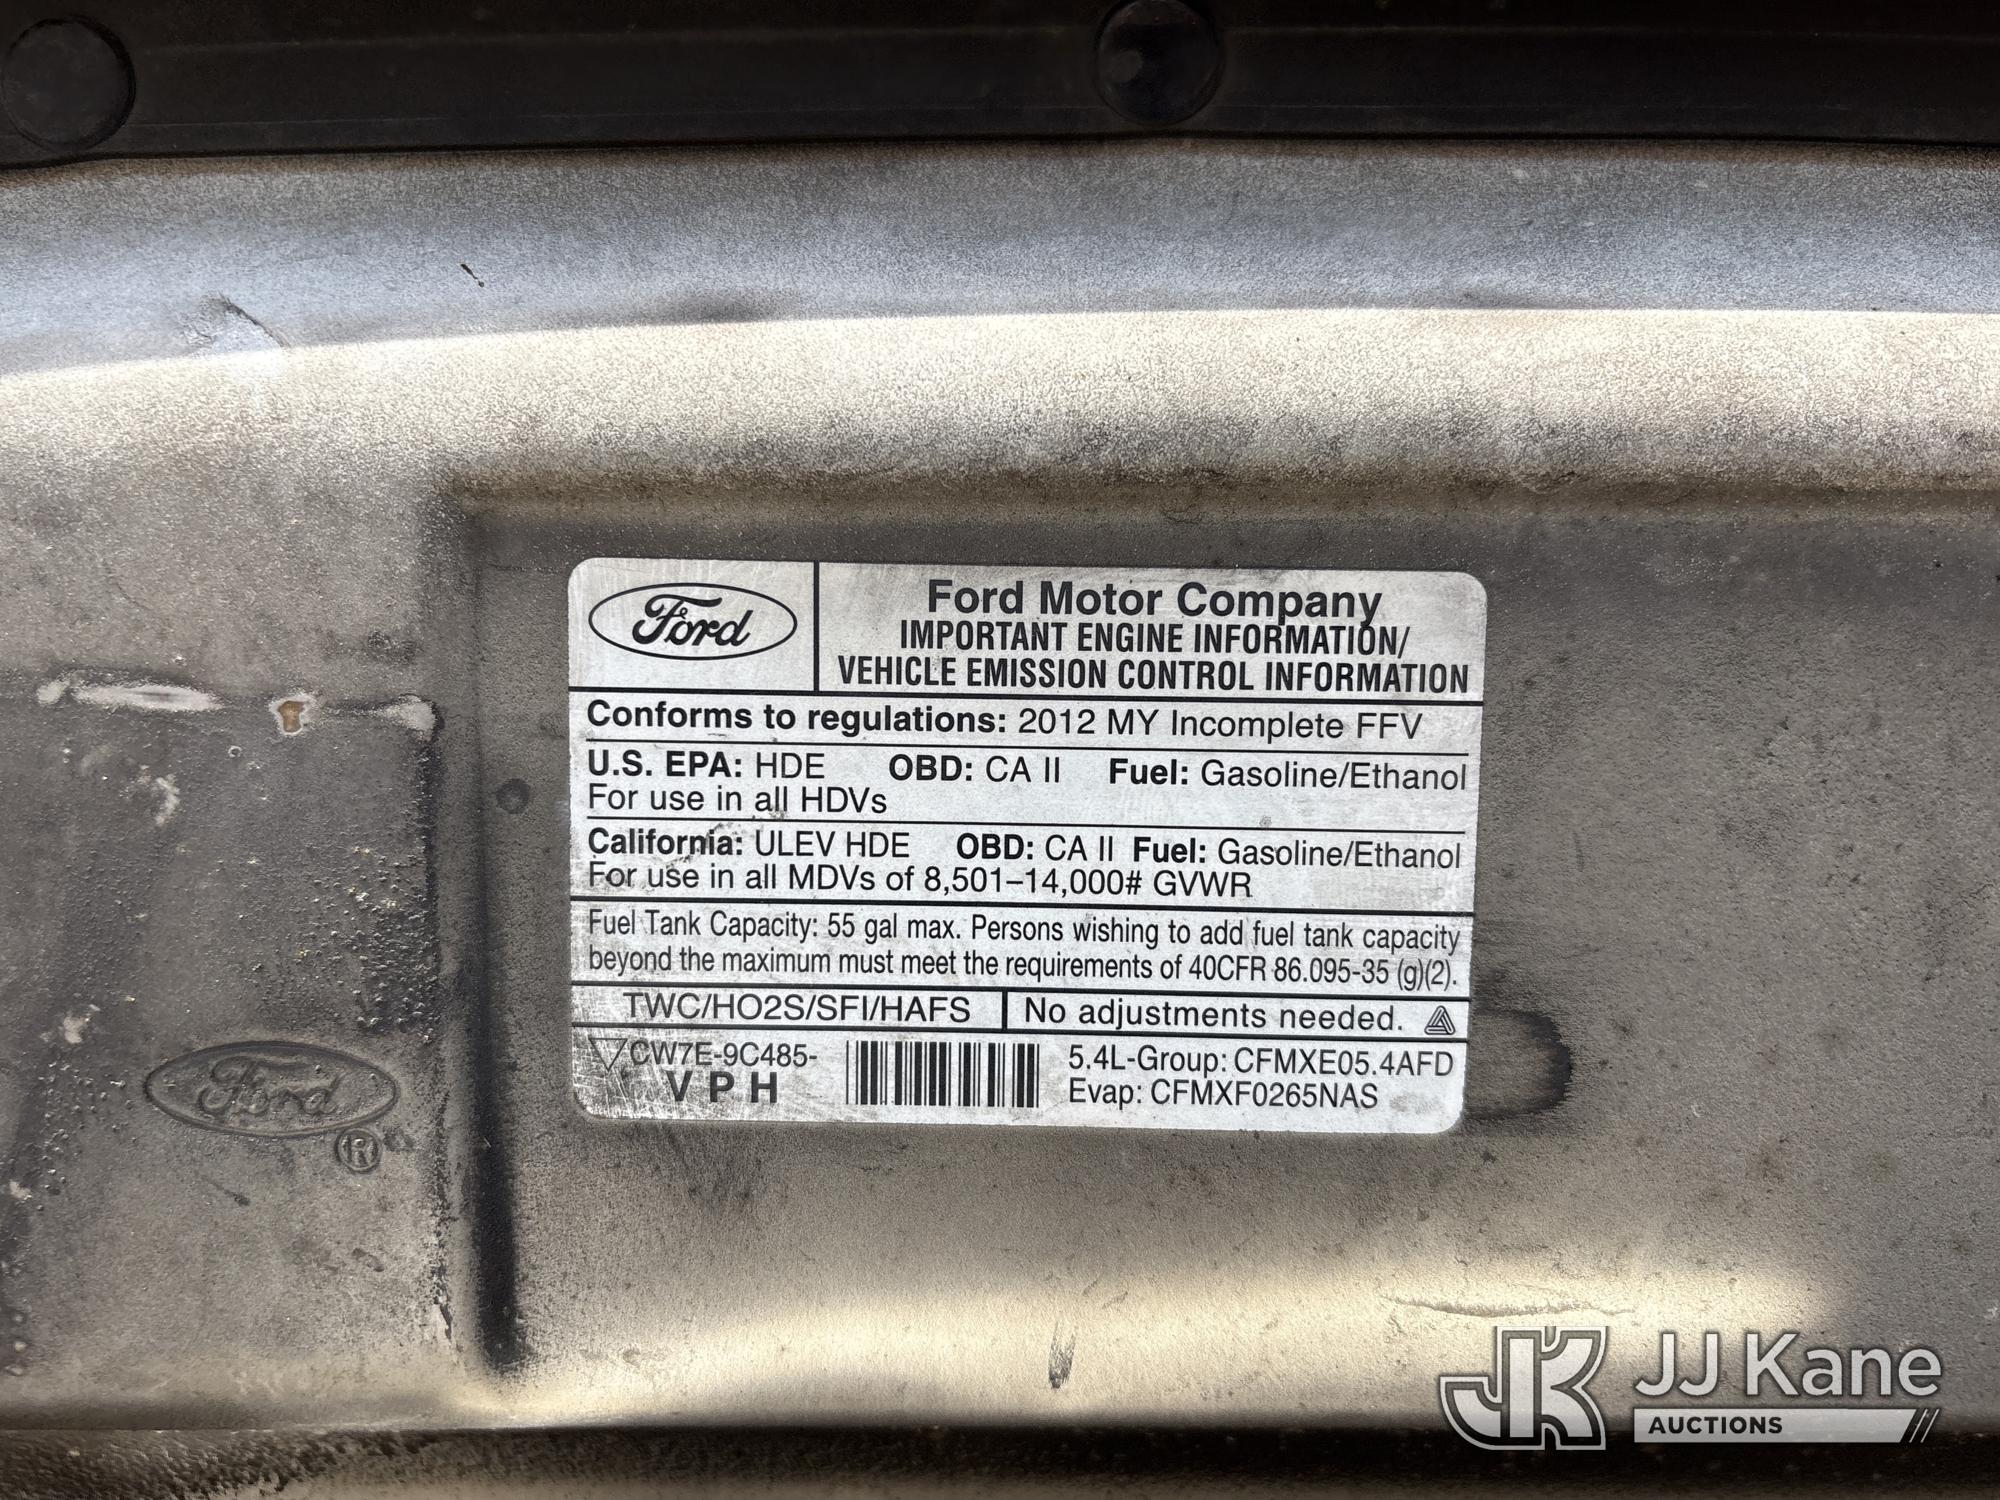 Ford
Ford Motor Company
IMPORTANT ENGINE INFORMATION/
VEHICLE EMISSION CONTROL INFORMATION
Conforms to regulations: 2012 MY Incomplete FFV
U.S. EPA: HDE OBD: CA II Fuel: Gasoline/Ethanol
For use in all HDVs
California: ULEV HDE OBD: CA II Fuel: Gasoline/Ethanol
For use in all MDVs of 8,501–14,000# GVWR
Fuel Tank Capacity: 55 gal max. Persons wishing to add fuel tank capacity
beyond the maximum must meet the requirements of 40CFR 86.095-35 (g)(2).
TWC/HO2S/SFI/HAFS No adjustments needed.
CW7E-9C485-
VPH
5.4L-Group: CFMXE05.4AFD
Evap: CFMXF0265NAS
Ford
®
JK JJ Kane
AUCTIONS